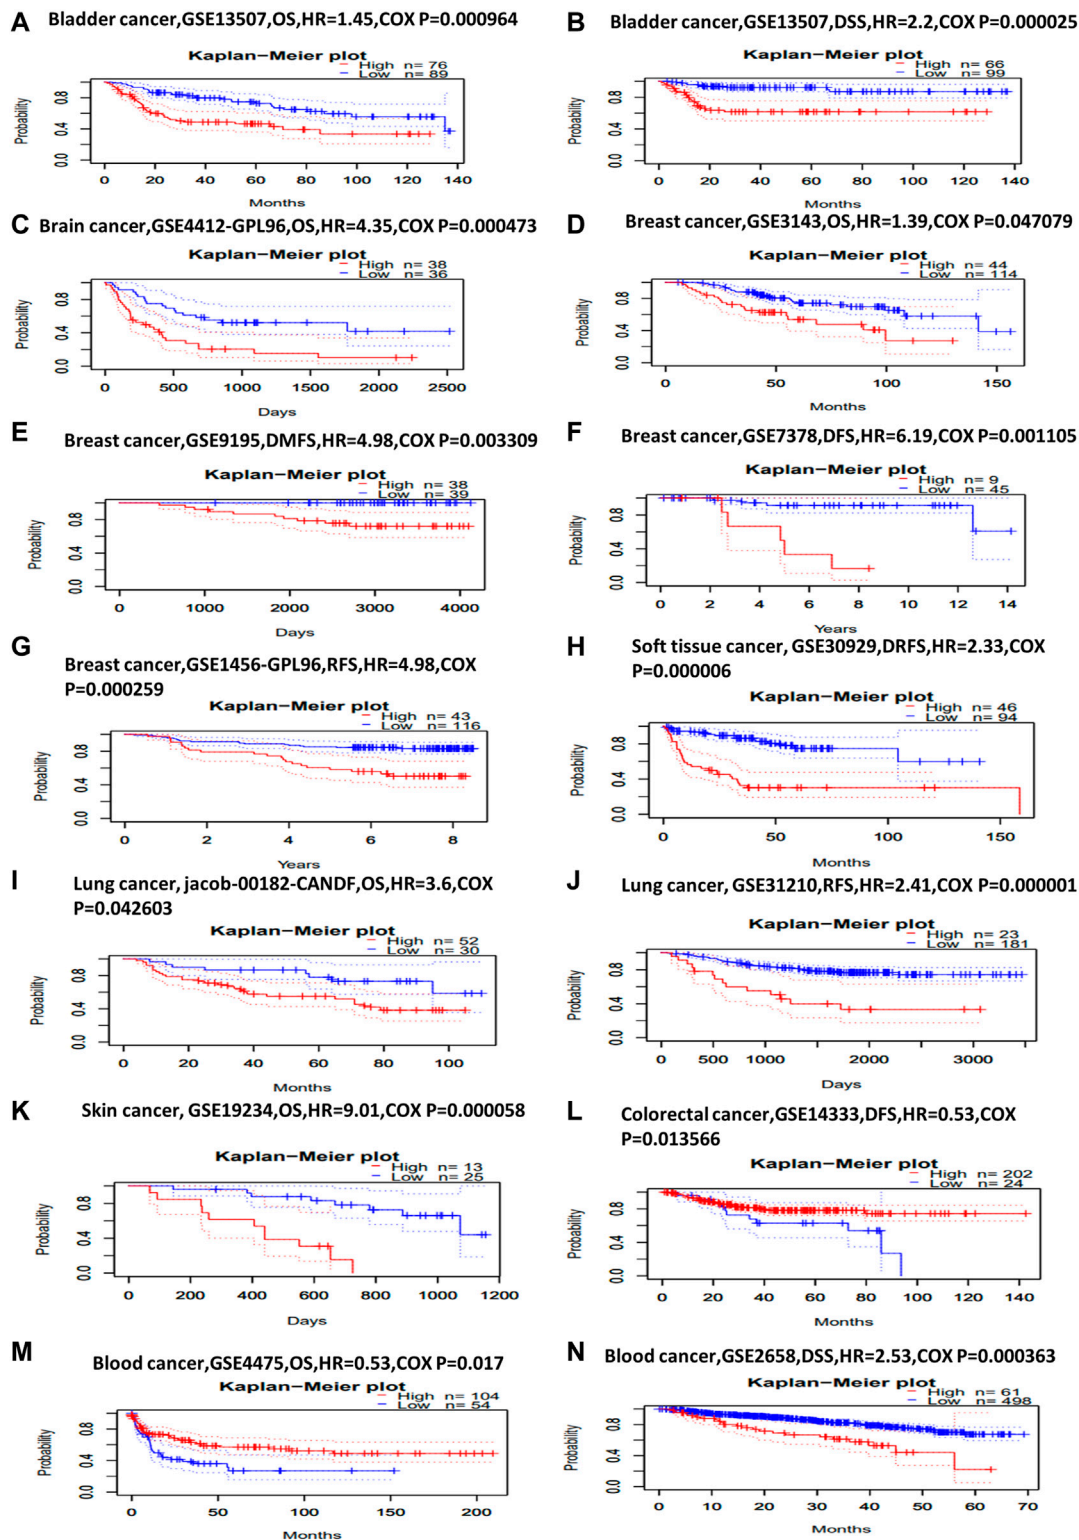 A Bladder cancer,GSE13507,OS,HR=1.45,COX P=0.000964
Kaplan−Meier plot
High n= 76
Low n= 89
Probability
0.0 0.4 0.8
0 20 40 60 80 100 120 140
Months
B Bladder cancer,GSE13507,DSS,HR=2.2,COX P=0.000025
Kaplan−Meier plot
High n= 66
Low n= 99
Probability
0.0 0.4 0.8
0 20 40 60 80 100 120 140
Months
C Brain cancer,GSE4412-GPL96,OS,HR=4.35,COX P=0.000473
Kaplan−Meier plot
High n= 38
Low n= 36
Probability
0.0 0.4 0.8
0 500 1000 1500 2000 2500
Days
D Breast cancer,GSE3143,OS,HR=1.39,COX P=0.047079
Kaplan−Meier plot
High n= 44
Low n= 114
Probability
0.0 0.4 0.8
0 50 100 150
Months
E Breast cancer,GSE9195,DMFS,HR=4.98,COX P=0.003309
Kaplan−Meier plot
High n= 38
Low n= 39
Probability
0.0 0.4 0.8
0 1000 2000 3000 4000
Days
F Breast cancer,GSE7378,DFS,HR=6.19,COX P=0.001105
Kaplan−Meier plot
High n= 9
Low n= 45
Probability
0.0 0.4 0.8
0 2 4 6 8 10 12 14
Years
G Breast cancer,GSE1456-GPL96,RFS,HR=4.98,COX
P=0.000259
Kaplan−Meier plot
High n= 43
Low n= 116
Probability
0.0 0.4 0.8
0 2 4 6 8
Years
H Soft tissue cancer, GSE30929,DRFS,HR=2.33,COX
P=0.000006
Kaplan−Meier plot
High n= 46
Low n= 94
Probability
0.0 0.4 0.8
0 50 100 150
Months
I Lung cancer, jacob-00182-CANDF,OS,HR=3.6,COX
P=0.042603
Kaplan−Meier plot
High n= 52
Low n= 30
Probability
0.0 0.4 0.8
0 20 40 60 80 100
Months
J Lung cancer, GSE31210,RFS,HR=2.41,COX P=0.000001
Kaplan−Meier plot
High n= 23
Low n= 181
Probability
0.0 0.4 0.8
0 500 1000 2000 3000
Days
K Skin cancer, GSE19234,OS,HR=9.01,COX P=0.000058
Kaplan−Meier plot
High n= 13
Low n= 25
Probability
0.0 0.4 0.8
0 200 400 600 800 1000 1200
Days
L Colorectal cancer,GSE14333,DFS,HR=0.53,COX
P=0.013566
Kaplan−Meier plot
High n= 202
Low n= 24
Probability
0.0 0.4 0.8
0 20 40 60 80 100 120 140
Months
M Blood cancer,GSE4475,OS,HR=0.53,COX P=0.017
Kaplan−Meier plot
High n= 104
Low n= 54
Probability
0.0 0.4 0.8
0 50 100 150 200
Months
N Blood cancer,GSE2658,DSS,HR=2.53,COX P=0.000363
Kaplan−Meier plot
High n= 61
Low n= 498
Probability
0.0 0.4 0.8
0 10 20 30 40 50 60 70
Months